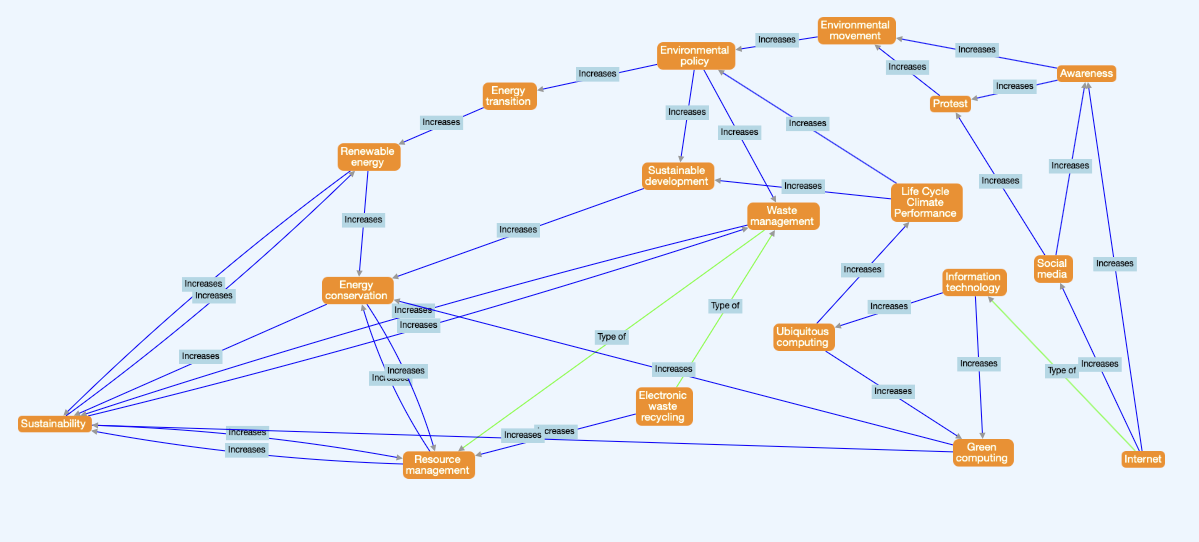 Environmental
movement
Increases
Environmental
policy
Increases
Awareness
Increases
Increases
Increases
Energy
transition
Protest
Increases
Increases
Increases
Increases
Renewable
energy
Sustainable
development
Increases
Increases
Increases
Life Cycle
Climate
Performance
Waste
management
Increases
Increases
Increases
Social
media
Increases
Increases
Information
technology
Energy
conservation
Increases
Increases
Increases
Type of
Increases
Increases
Ubiquitous
computing
Type of
Increases
Increases
Increases
Increases
Increases
Type of
Increases
Increases
Electronic
waste
recycling
Sustainability
Increases
Increases
Increases
Increases
Green
computing
Resource
management
Internet